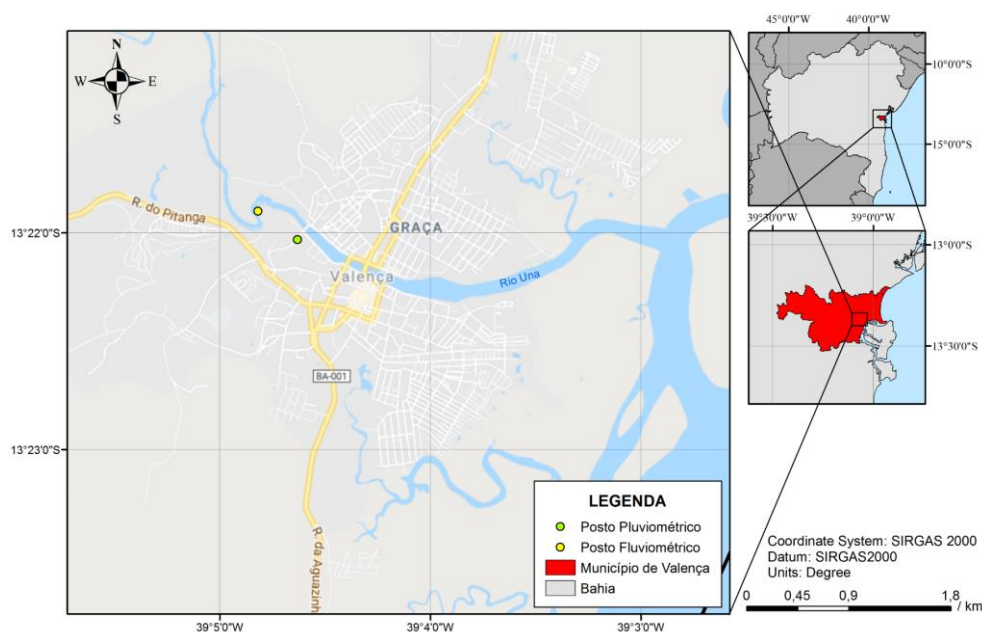 N
W E
S
R. do Pitanga
GRAÇA
Valença
Rio Una
BA-001
R. da Aguazinh
13°22'0"S
13°23'0"S
39°5'0"W
39°4'0"W
39°3'0"W
LEGENDA
Posto Pluviométrico
Posto Fluviométrico
Município de Valença
Bahia
45°0'0"W
40°0'0"W
10°0'0"S
15°0'0"S
39°30'0"W
39°0'0"W
13°0'0"S
13°30'0"S
Coordinate System: SIRGAS 2000
Datum: SIRGAS2000
Units: Degree
0 0,45 0,9 1,8
/ km